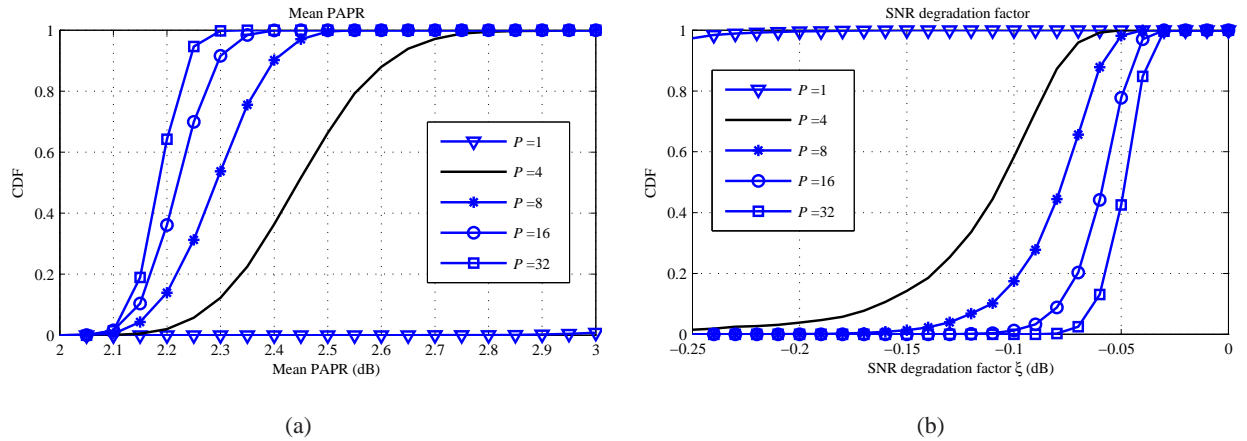 Mean PAPR
CDF
1
0.8
0.6
0.4
0.2
0
2
2.1
2.2
2.3
2.4
2.5
2.6
2.7
2.8
2.9
3
Mean PAPR (dB)
P =1
P =4
P =8
P =16
P =32
(a)
SNR degradation factor
CDF
1
0.8
0.6
0.4
0.2
0
−0.25
−0.2
−0.15
−0.1
−0.05
0
SNR degradation factor ξ (dB)
P =1
P =4
P =8
P =16
P =32
(b)